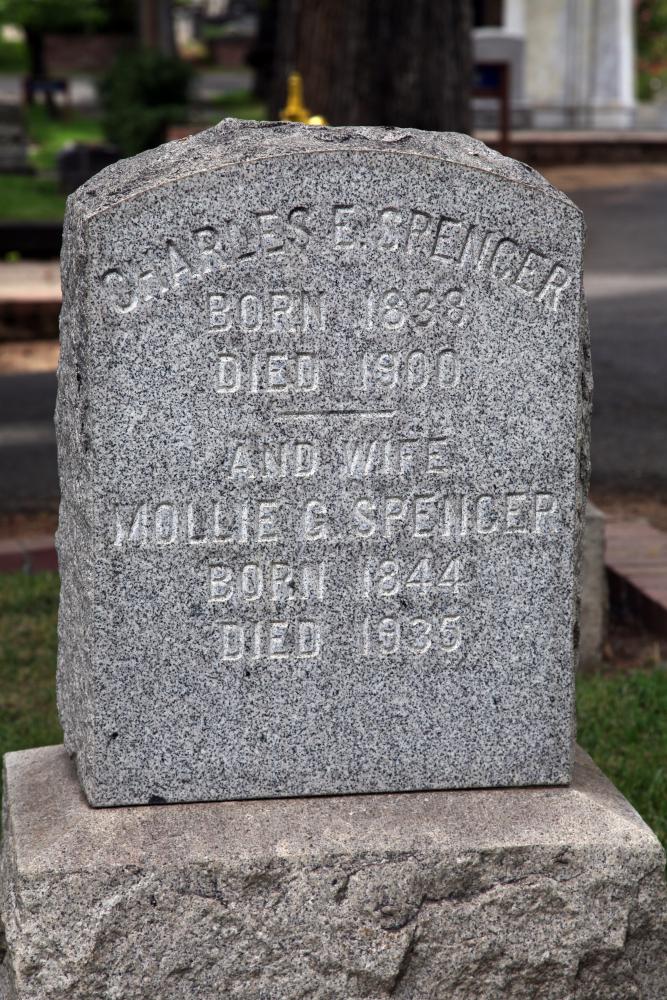 CHARLES E. SPENCER
BORN 1838
DIED 1900
AND WIFE
MOLLIE G. SPENCER
BORN 1844
DIED 1935